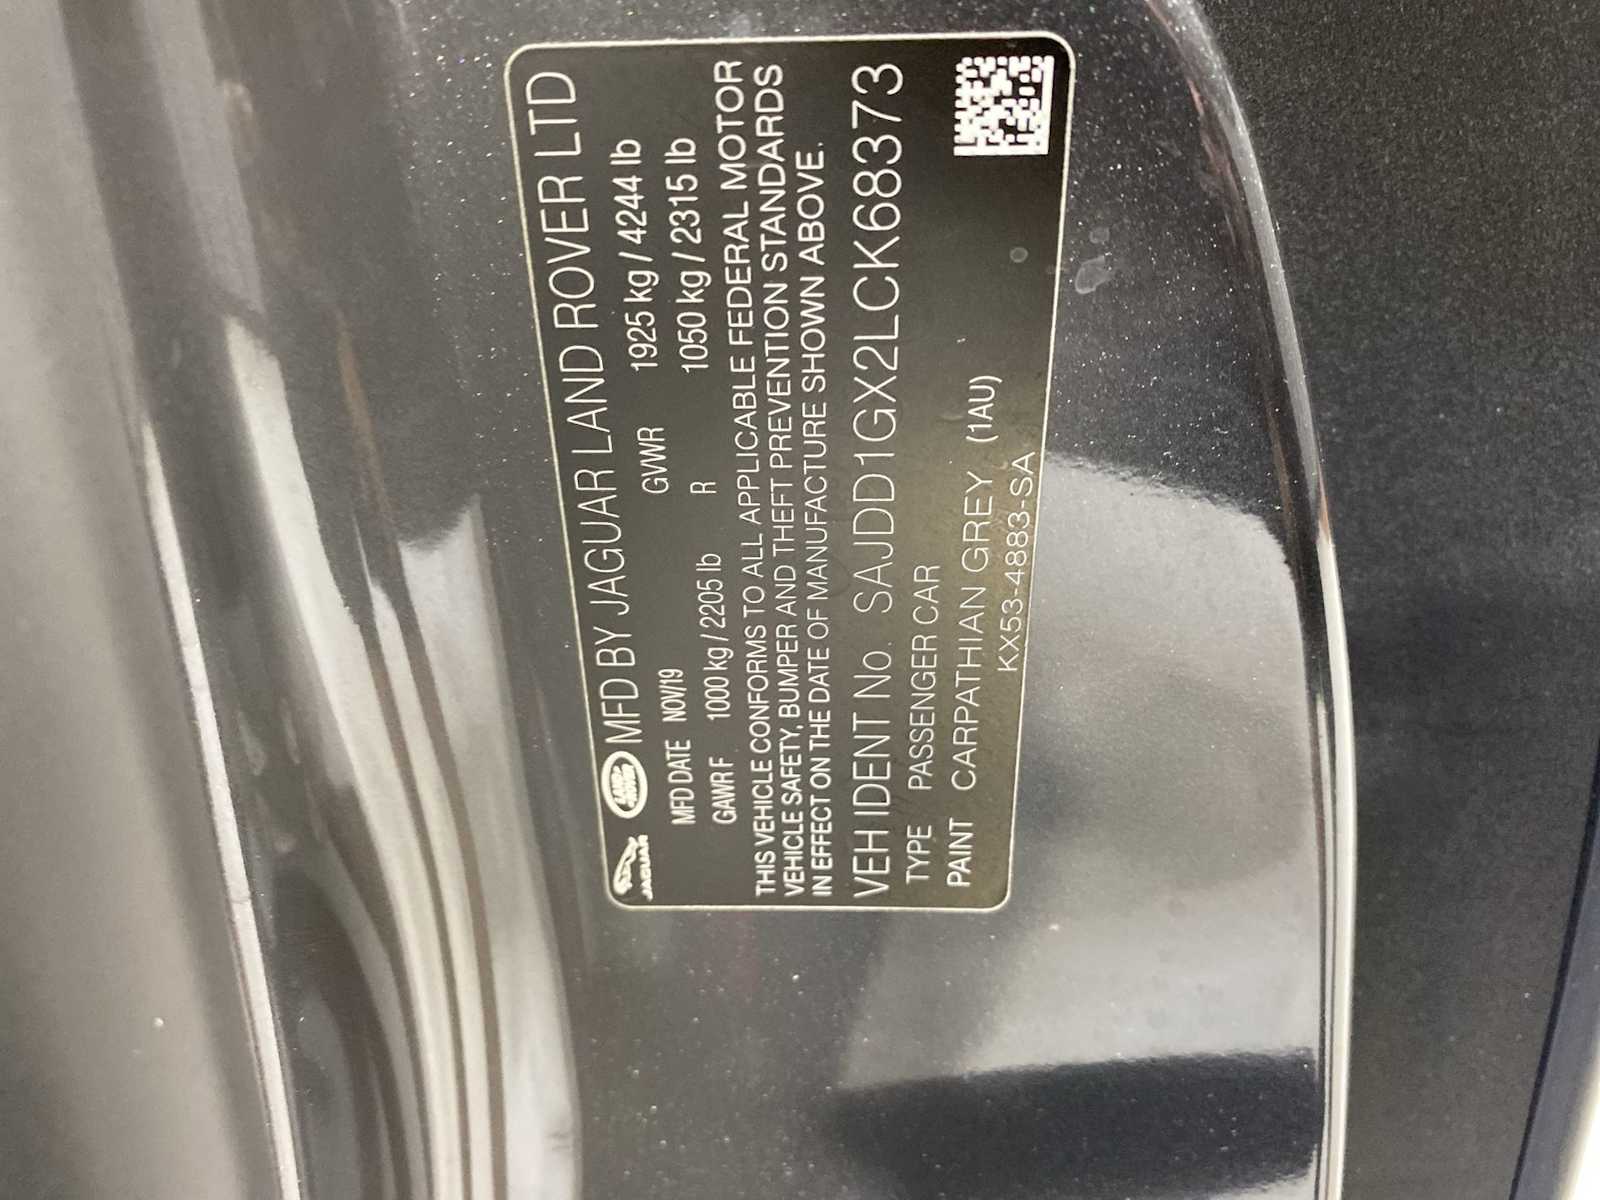 JAGUAR LAND ROVER MFD BY JAGUAR LAND ROVER LTD
MFD DATE NOV/19 GVWR 1925 kg / 4244 lb
GAWR F 1000 kg / 2205 lb R 1050 kg / 2315 lb
THIS VEHICLE CONFORMS TO ALL APPLICABLE FEDERAL MOTOR
VEHICLE SAFETY, BUMPER AND THEFT PREVENTION STANDARDS
IN EFFECT ON THE DATE OF MANUFACTURE SHOWN ABOVE.
VEH IDENT No. SAJDD1GX2LCK68373
TYPE PASSENGER CAR
PAINT CARPATHIAN GREY (1AU)
KX53-4883-SA